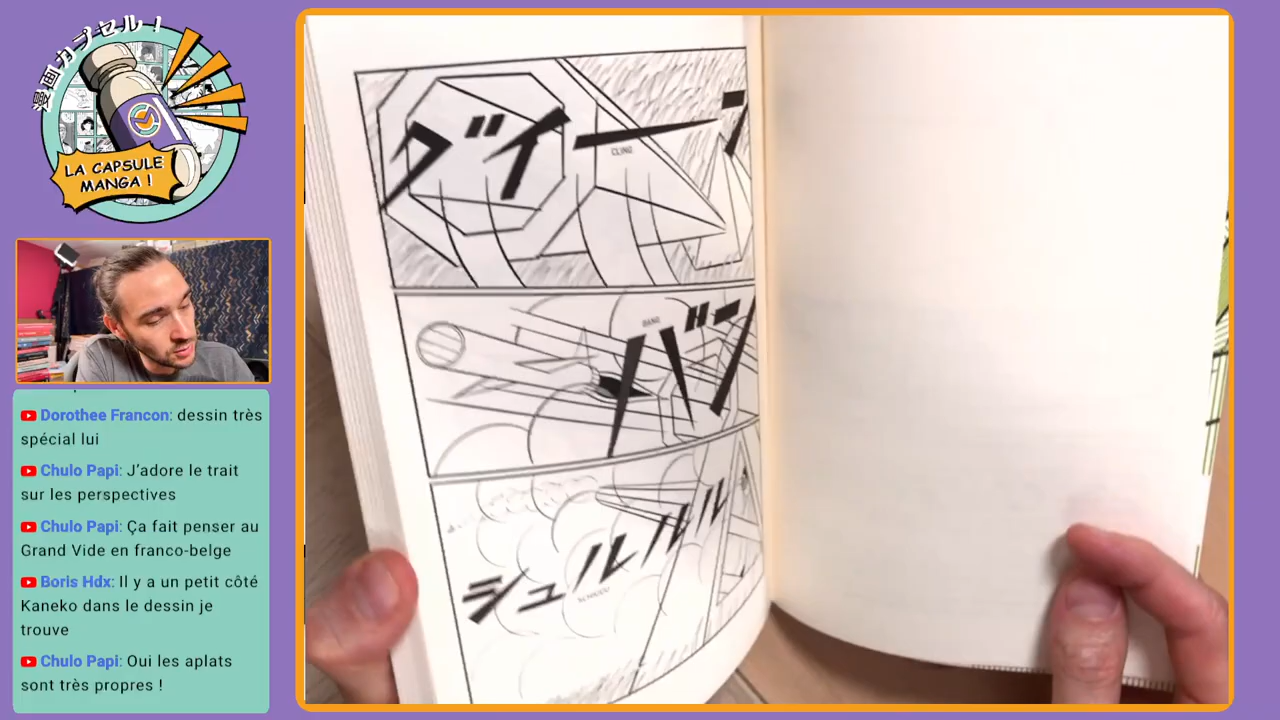 漫画カプセル！
LA CAPSULE
MANGA !
Dorothee Francon: dessin très
spécial lui
Chulo Papi: J’adore le trait
sur les perspectives
Chulo Papi: Ça fait penser au
Grand Vide en franco-belge
Boris Hdx: Il y a un petit côté
Kaneko dans le dessin je
trouve
Chulo Papi: Oui les aplats
sont très propres !
グイー
CLING
BANG
シュルルル